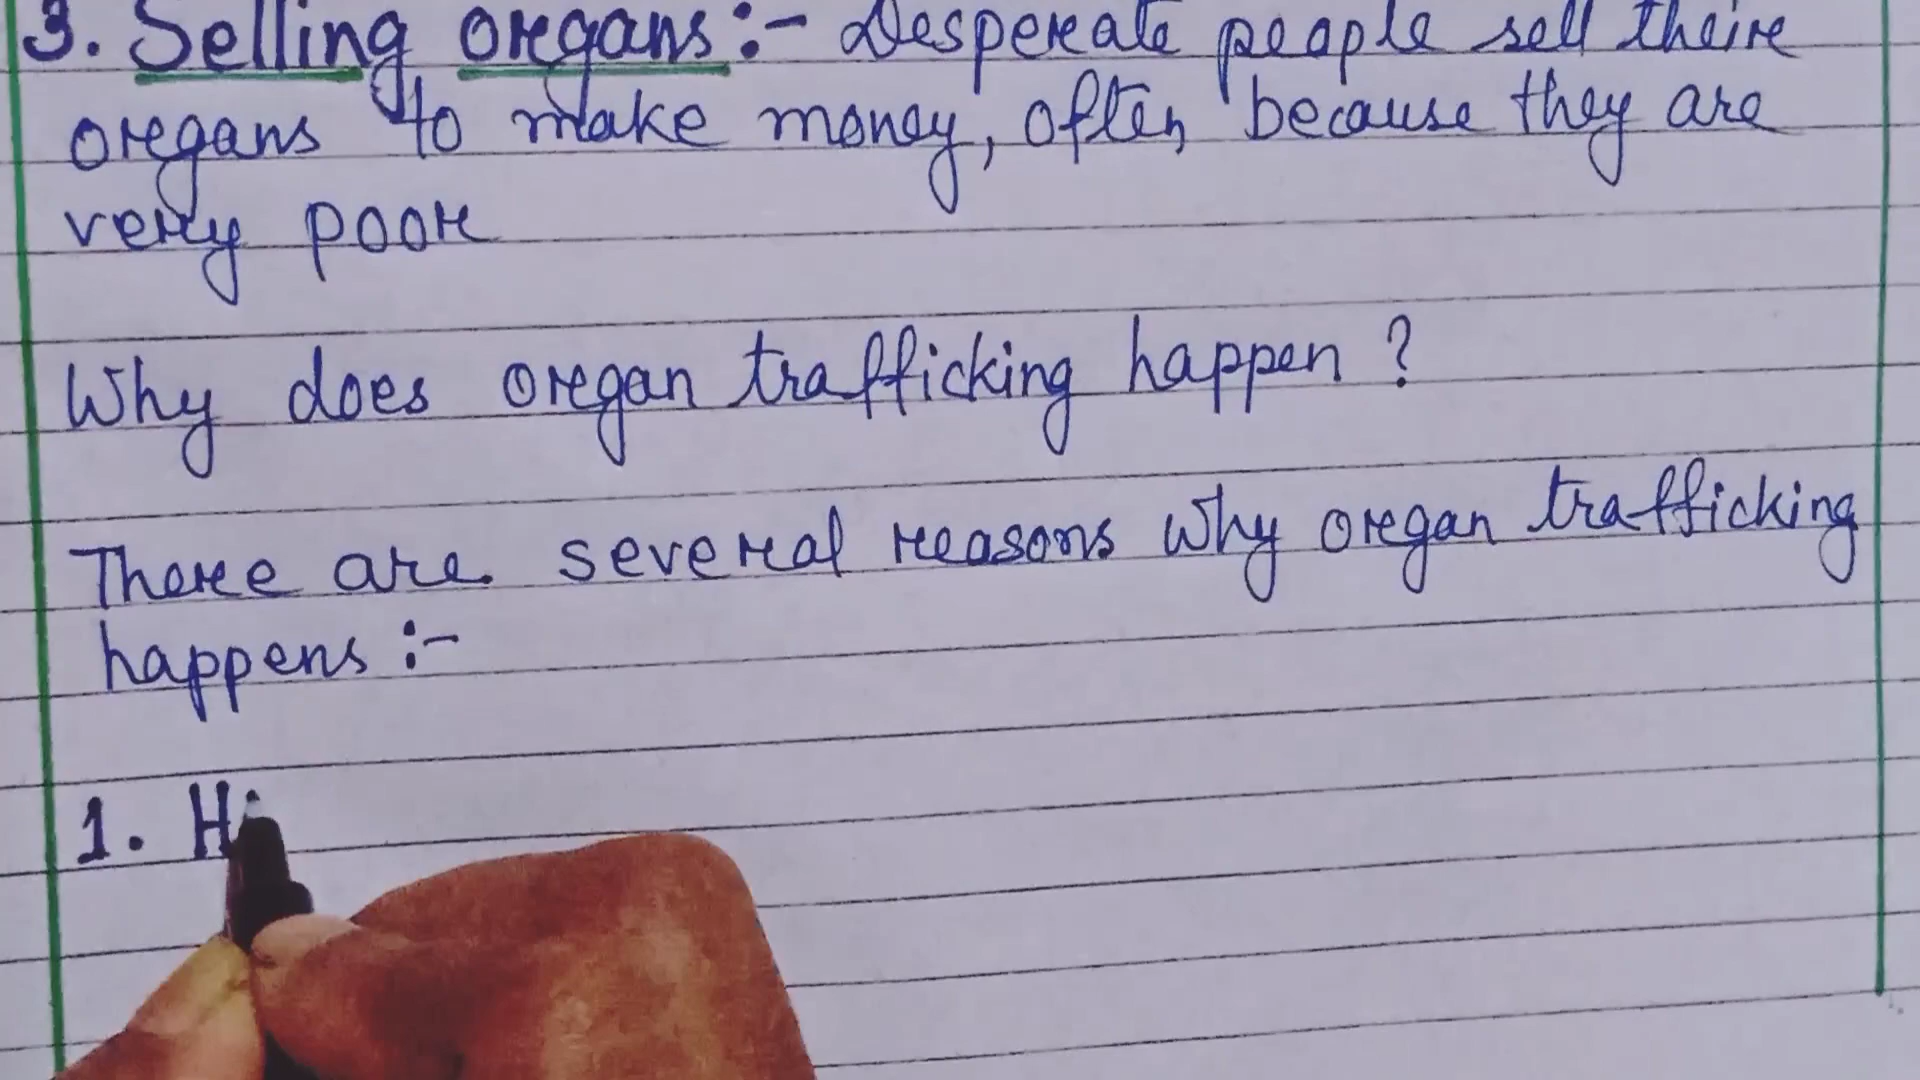 3. Selling organs :- Desperate people sell their
organs to make money, often because they are
very poor
Why does organ trafficking happen ?
There are several reasons why organ trafficking
happens :-
1. Hi